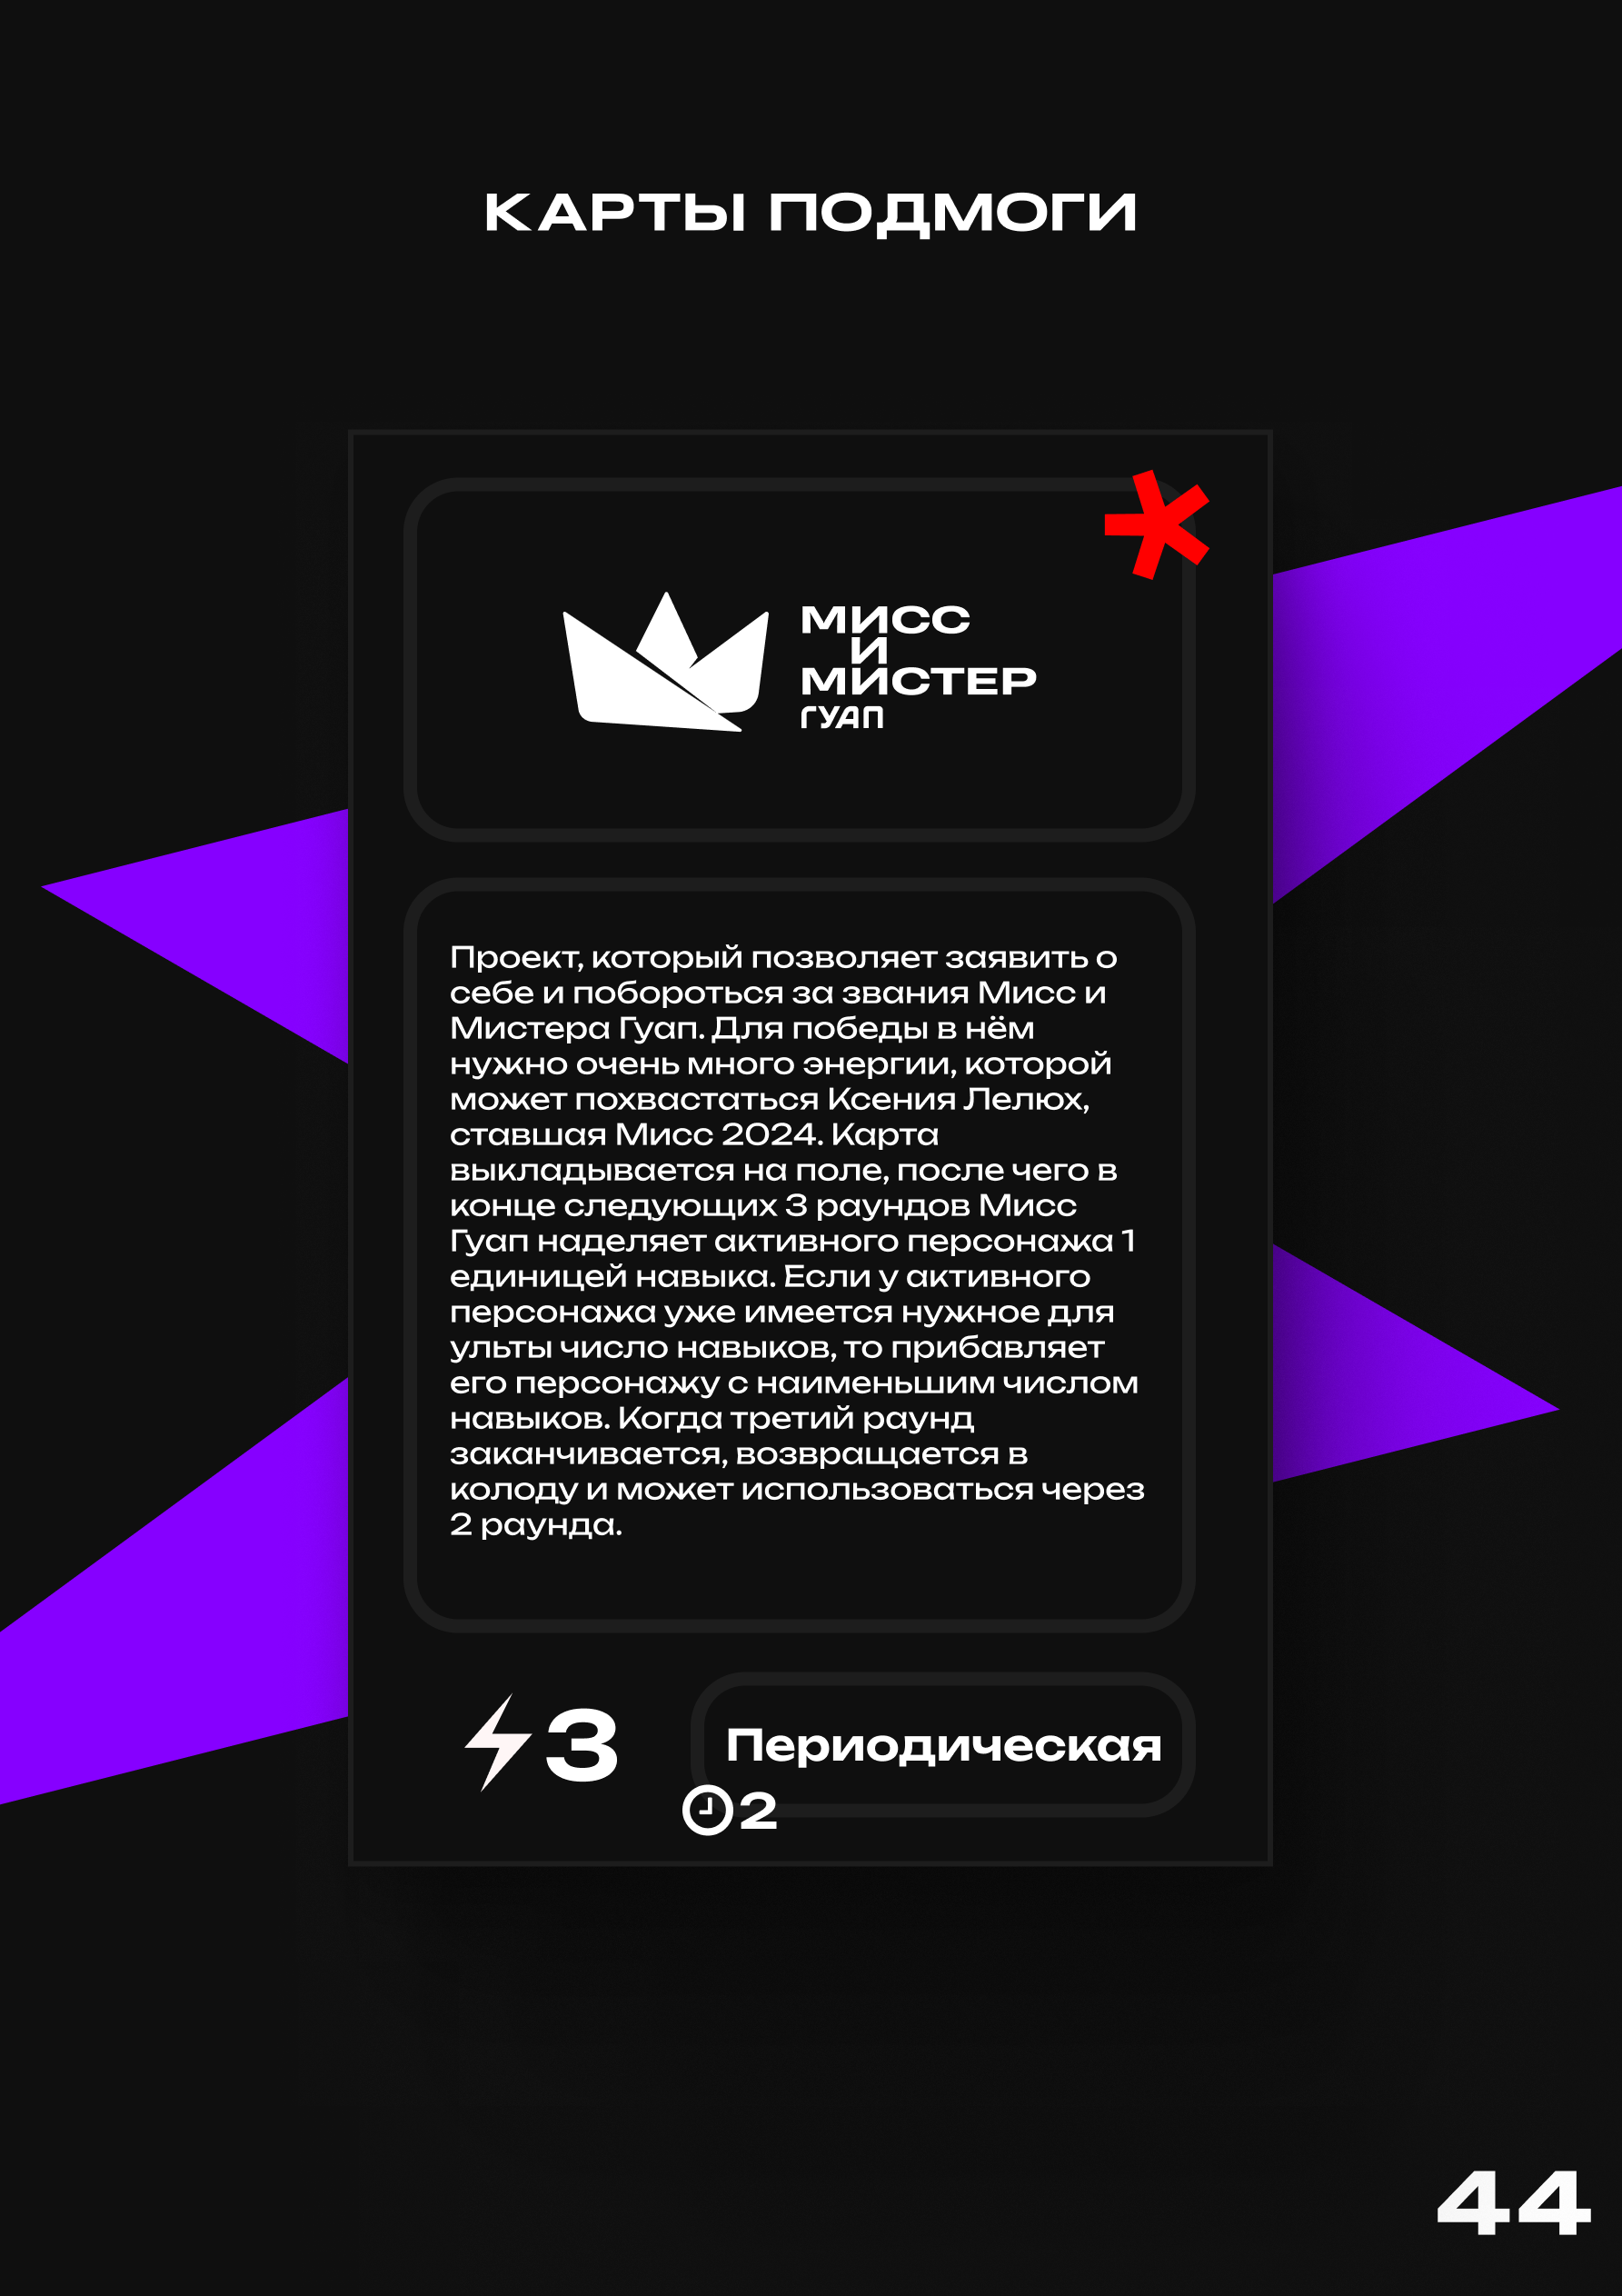 КАРТЫ ПОДМОГИ
МИСС
И
МИСТЕР
ГУАП
Проект, который позволяет заявить о
себе и побороться за звания Мисс и
Мистера Гуап. Для победы в нём
нужно очень много энергии, которой
может похвастаться Ксения Лелюх,
ставшая Мисс 2024. Карта
выкладывается на поле, после чего в
конце следующих 3 раундов Мисс
Гуап наделяет активного персонажа 1
единицей навыка. Если у активного
персонажа уже имеется нужное для
ульты число навыков, то прибавляет
его персонажу с наименьшим числом
навыков. Когда третий раунд
заканчивается, возвращается в
колоду и может использоваться через
2 раунда.
3
Периодическая
2
44